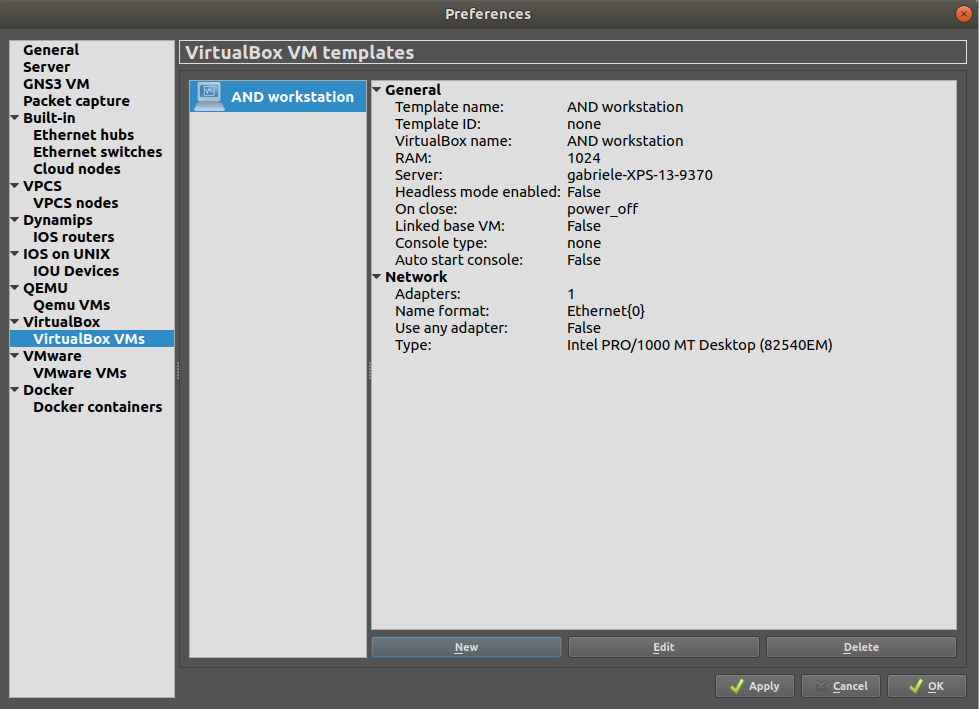 Preferences
General
Server
GNS3 VM
Packet capture
Built-in
Ethernet hubs
Ethernet switches
Cloud nodes
VPCS
VPCS nodes
Dynamips
IOS routers
IOS on UNIX
IOU Devices
QEMU
Qemu VMs
VirtualBox
VirtualBox VMs
VMware
VMware VMs
Docker
Docker containers
VirtualBox VM templates
AND workstation
General
Template name: AND workstation
Template ID: none
VirtualBox name: AND workstation
RAM: 1024
Server: gabriele-XPS-13-9370
Headless mode enabled: False
On close: power_off
Linked base VM: False
Console type: none
Auto start console: False
Network
Adapters: 1
Name format: Ethernet{0}
Use any adapter: False
Type: Intel PRO/1000 MT Desktop (82540EM)
New Edit Delete
Apply Cancel OK